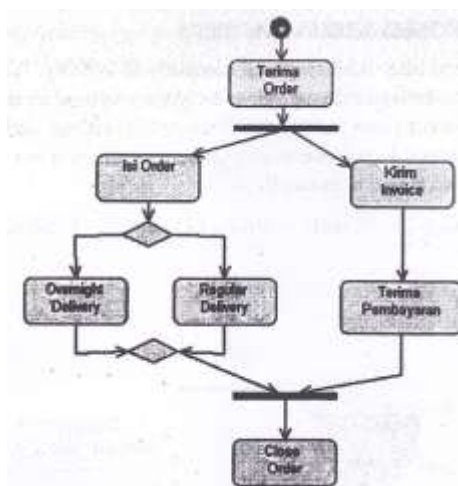 Terima
Order
Isi Order
Kirim
Invoice
Overnight
Delivery
Regular
Delivery
Terima
Pembayaran
Close
Order